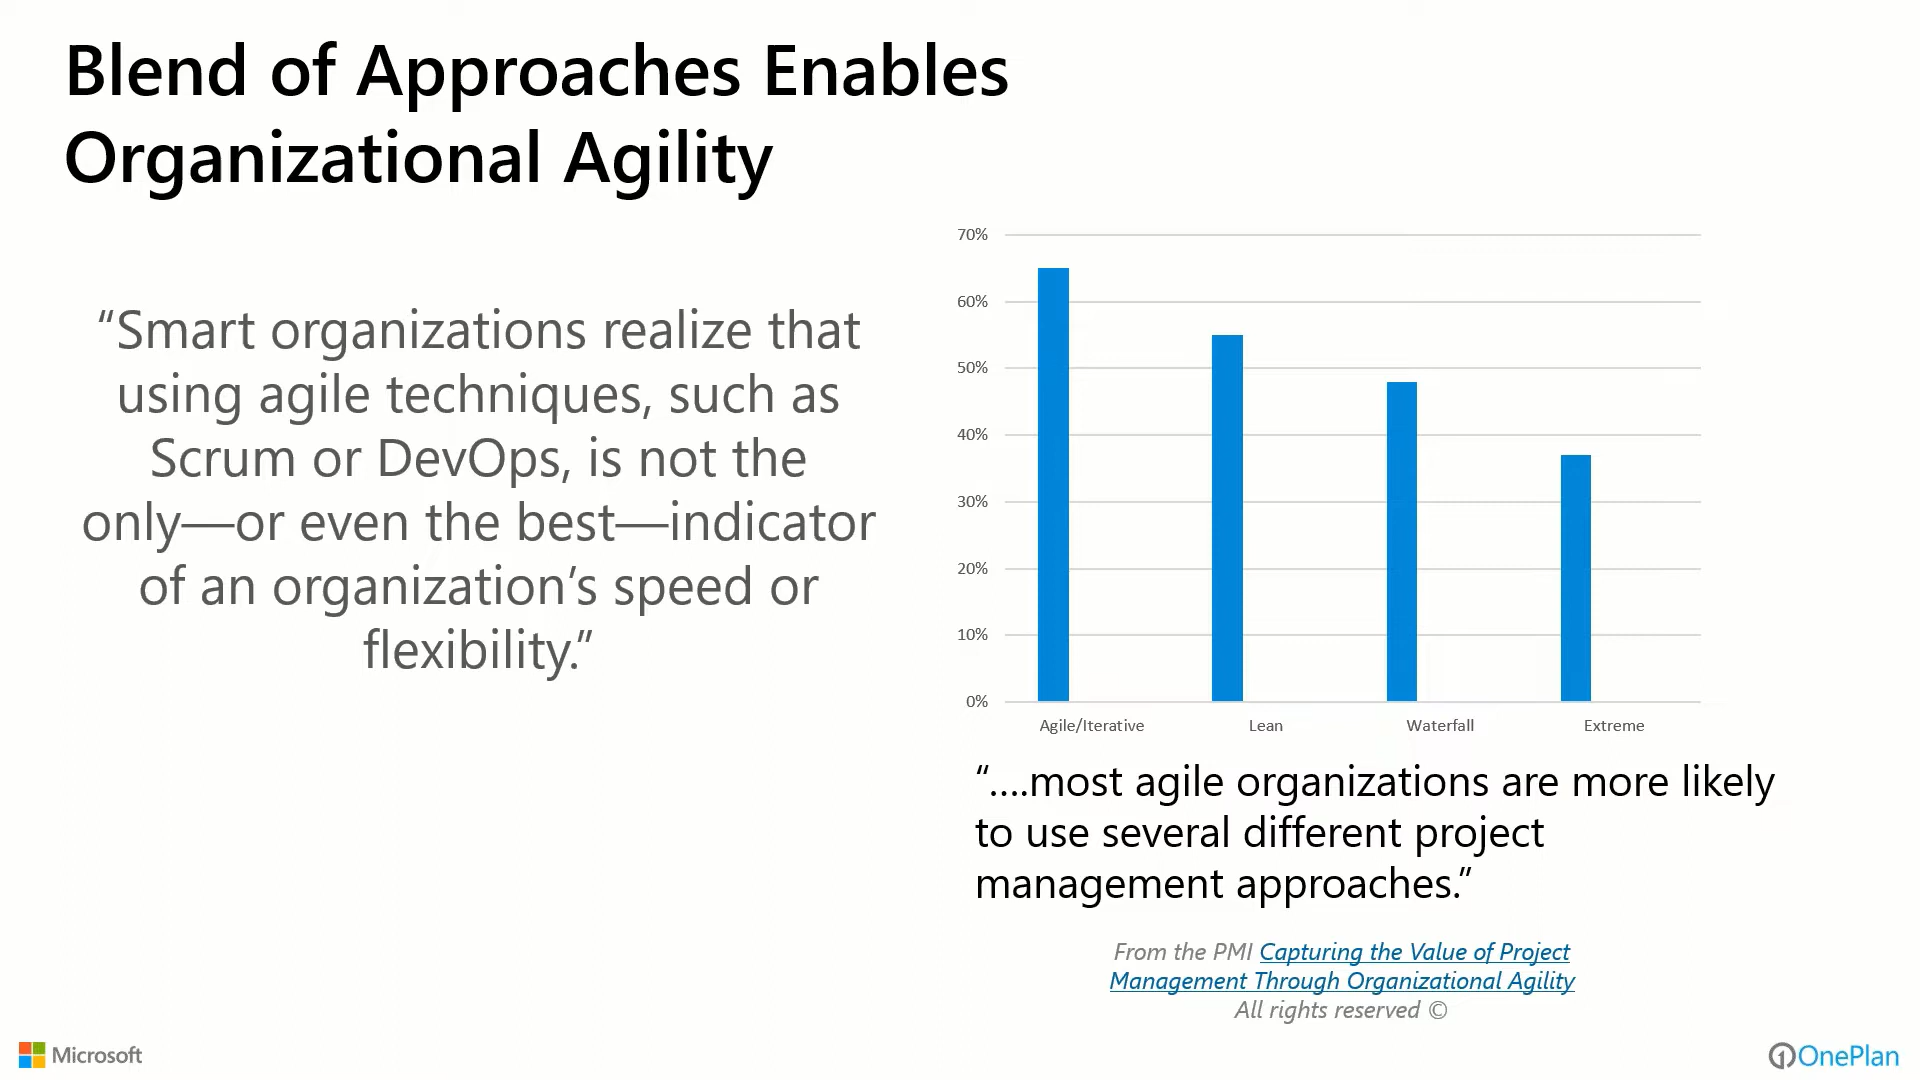 Blend of Approaches Enables
Organizational Agility
“Smart organizations realize that
using agile techniques, such as
Scrum or DevOps, is not the
only—or even the best—indicator
of an organization’s speed or
flexibility.”
70%
60%
50%
40%
30%
20%
10%
0%
Agile/Iterative
Lean
Waterfall
Extreme
“....most agile organizations are more likely
to use several different project
management approaches.”
From the PMI Capturing the Value of Project
Management Through Organizational Agility
All rights reserved ©
Microsoft
OnePlan